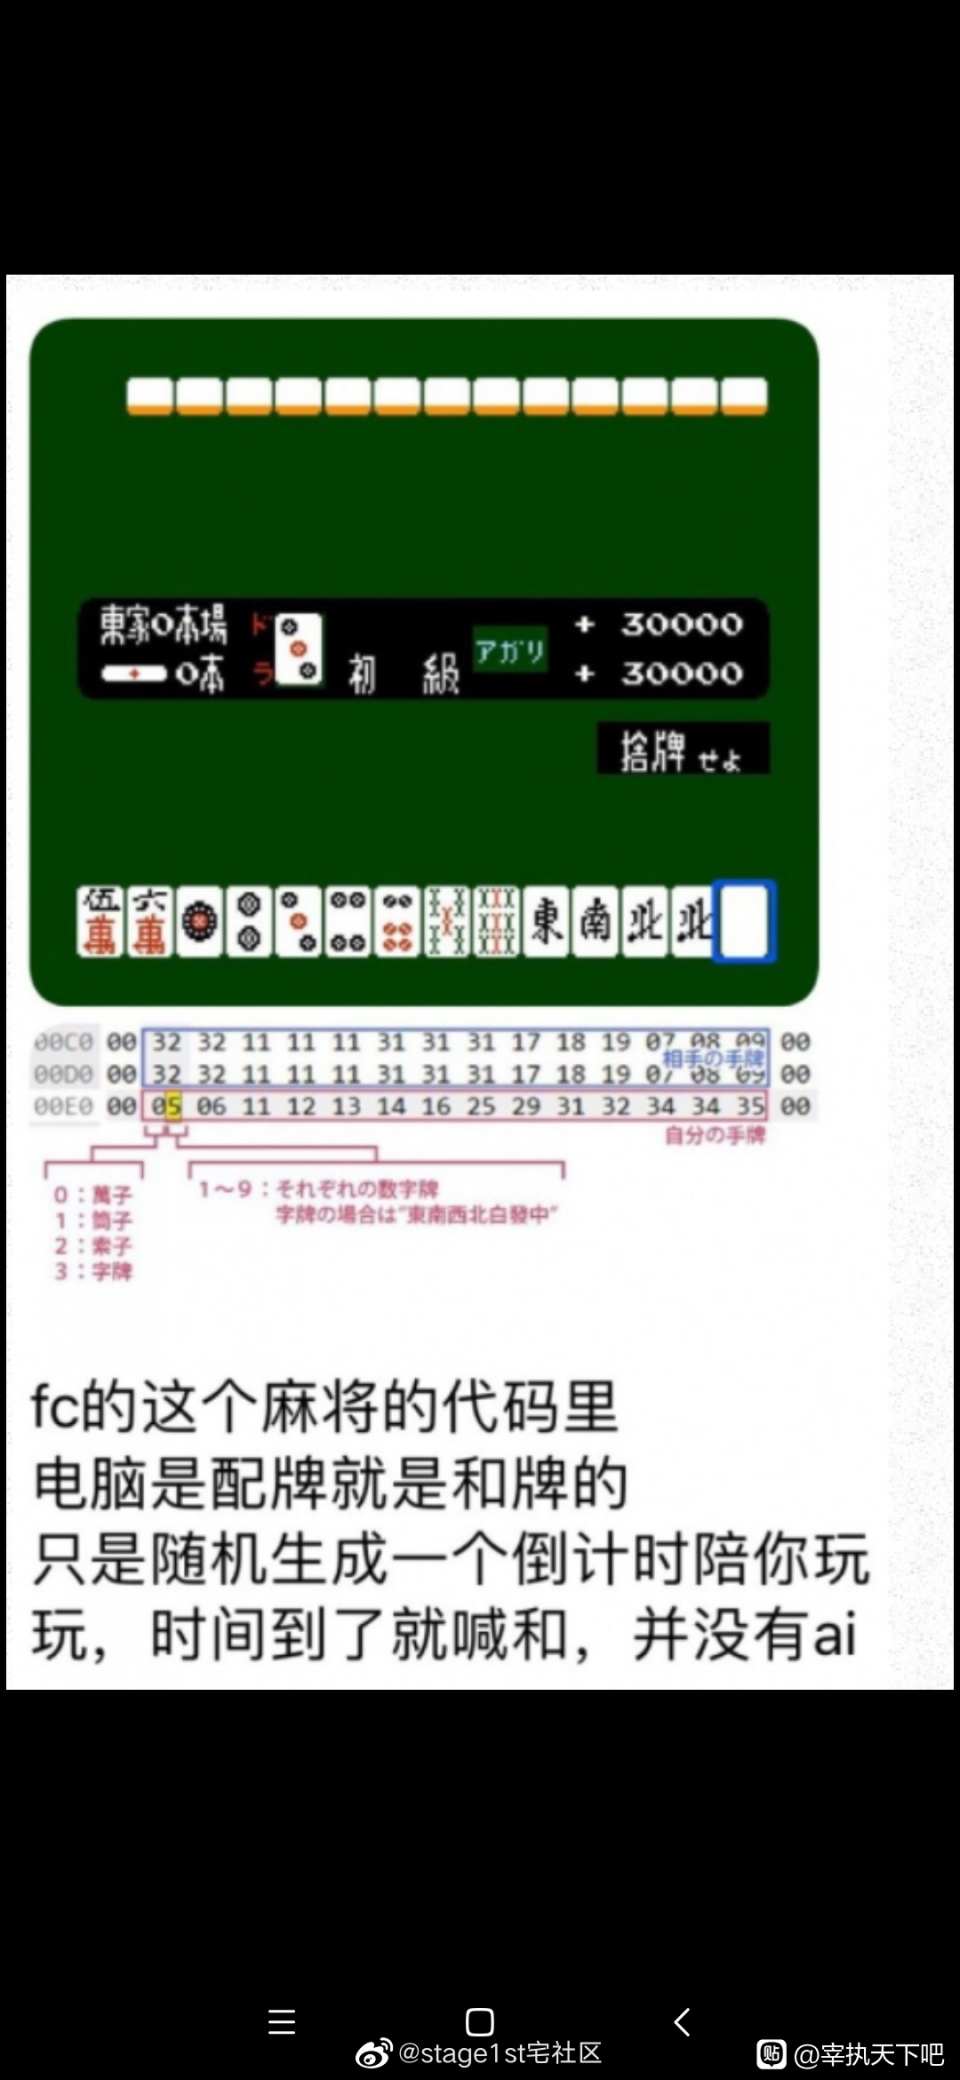 東家0本場
ド
ラ
0本
初 級
アガリ
+ 30000
+ 30000
捨牌せよ
伍萬 六萬 東 南 北 北
00C0 00 32 32 11 11 11 31 31 31 17 18 19 07 08 09 00
相手の手牌
00D0 00 32 32 11 11 11 31 31 31 17 18 19 07 08 09 00
00E0 00 05 06 11 12 13 14 16 25 29 31 32 34 34 35 00
自分の手牌
0:萬子
1:筒子
2:索子
3:字牌
1~9:それぞれの数字牌
字牌の場合は"東南西北白發中"
fc的这个麻将的代码里
电脑是配牌就是和牌的
只是随机生成一个倒计时陪你玩
玩，时间到了就喊和，并没有ai
@stage1st宅社区
贴 @宰执天下吧